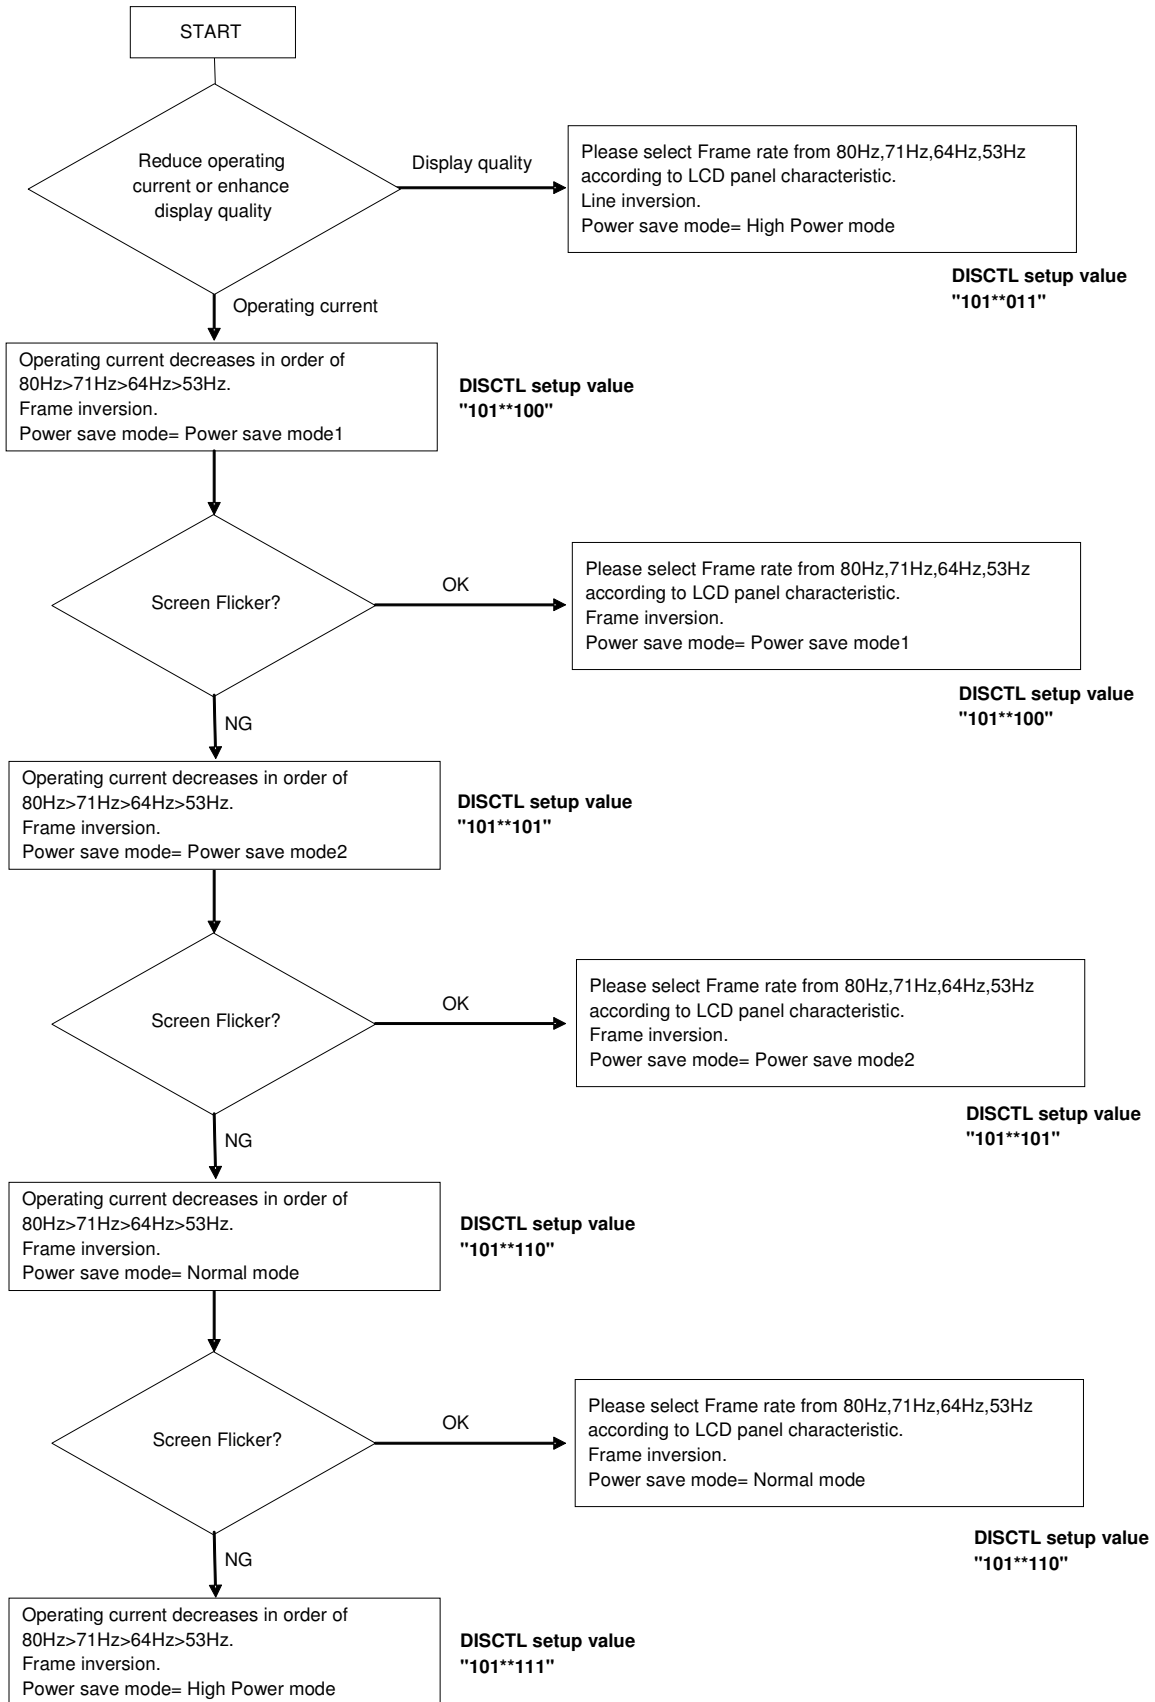 START
Reduce operating
current or enhance
display quality
Display quality
Please select Frame rate from 80Hz,71Hz,64Hz,53Hz
according to LCD panel characteristic.
Line inversion.
Power save mode= High Power mode
DISCTL setup value
"101**011"
Operating current
Operating current decreases in order of
80Hz>71Hz>64Hz>53Hz.
Frame inversion.
Power save mode= Power save mode1
DISCTL setup value
"101**100"
Screen Flicker?
OK
Please select Frame rate from 80Hz,71Hz,64Hz,53Hz
according to LCD panel characteristic.
Frame inversion.
Power save mode= Power save mode1
DISCTL setup value
"101**100"
NG
Operating current decreases in order of
80Hz>71Hz>64Hz>53Hz.
Frame inversion.
Power save mode= Power save mode2
DISCTL setup value
"101**101"
Screen Flicker?
OK
Please select Frame rate from 80Hz,71Hz,64Hz,53Hz
according to LCD panel characteristic.
Frame inversion.
Power save mode= Power save mode2
DISCTL setup value
"101**101"
NG
Operating current decreases in order of
80Hz>71Hz>64Hz>53Hz.
Frame inversion.
Power save mode= Normal mode
DISCTL setup value
"101**110"
Screen Flicker?
OK
Please select Frame rate from 80Hz,71Hz,64Hz,53Hz
according to LCD panel characteristic.
Frame inversion.
Power save mode= Normal mode
DISCTL setup value
"101**110"
NG
Operating current decreases in order of
80Hz>71Hz>64Hz>53Hz.
Frame inversion.
Power save mode= High Power mode
DISCTL setup value
"101**111"